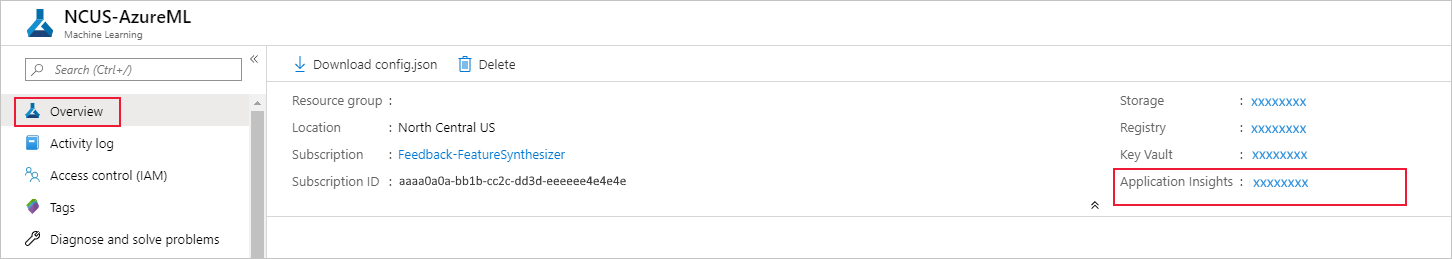 NCUS-AzureML
Machine Learning
Search (Ctrl+/)
«
Overview
Activity log
Access control (IAM)
Tags
Diagnose and solve problems
Download config.json Delete
Resource group :
Location : North Central US
Subscription : Feedback-FeatureSynthesizer
Subscription ID : aaaa0a0a-bb1b-cc2c-dd3d-eeeeee4e4e4e
Storage : xxxxxxxx
Registry : xxxxxxxx
Key Vault : xxxxxxxx
Application Insights : xxxxxxxx